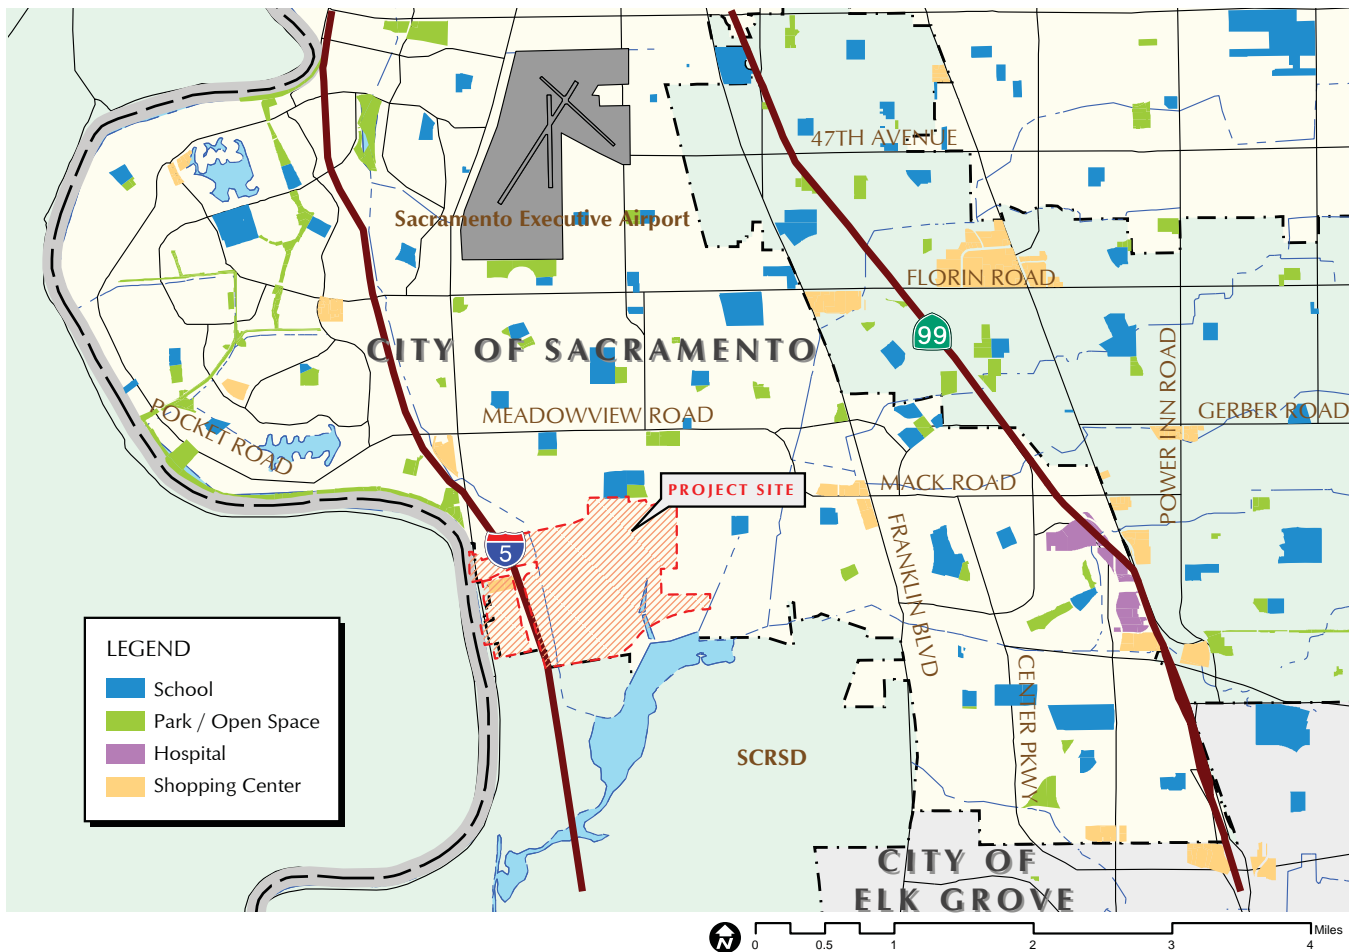 47TH AVENUE
Sacramento Executive Airport
FLORIN ROAD
99
CITY OF SACRAMENTO
POWER INN ROAD
GERBER ROAD
POCKET ROAD
MEADOWVIEW ROAD
MACK ROAD
PROJECT SITE
FRANKLIN BLVD
5
CENTER PKWY
SCRSD
LEGEND
School
Park / Open Space
Hospital
Shopping Center
CITY OF
ELK GROVE
N
Miles
0
0.5
1
2
3
4